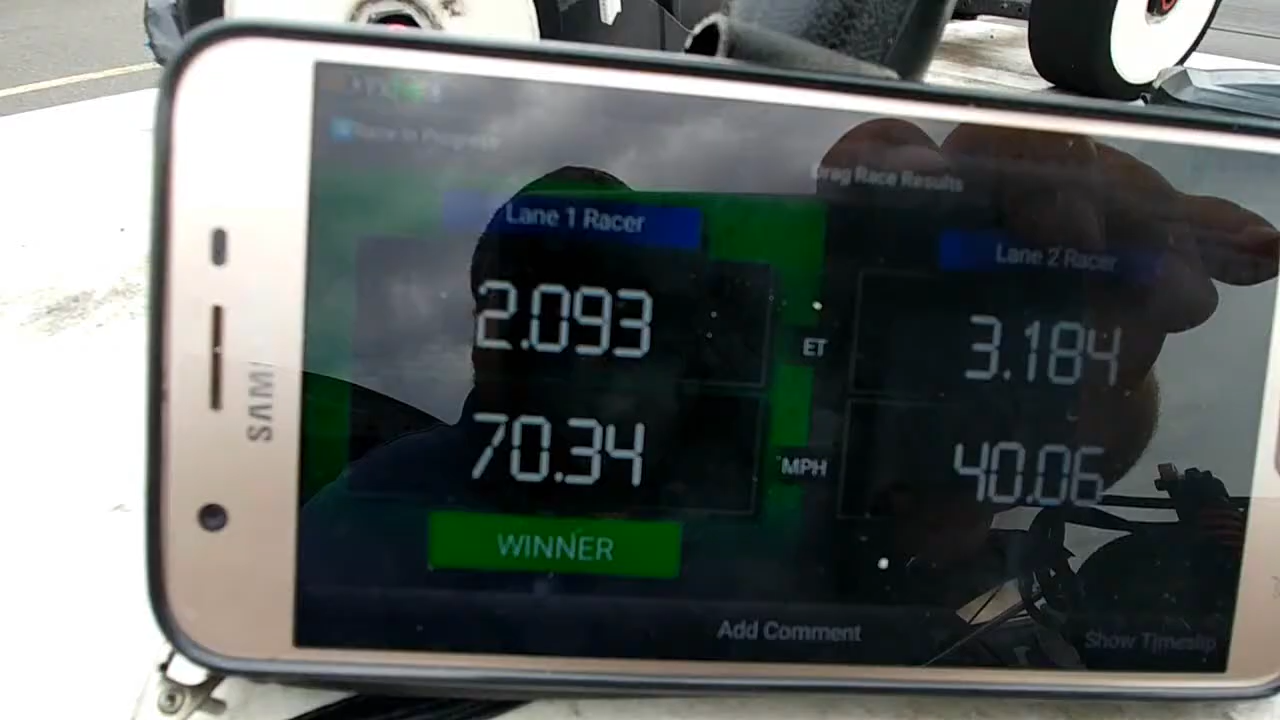 Race In Progress
Drag Race Results
Lane 1 Racer
Lane 2 Racer
2.093
ET
3.184
70.34
MPH
40.06
WINNER
Add Comment
Show Timeslip
SAM